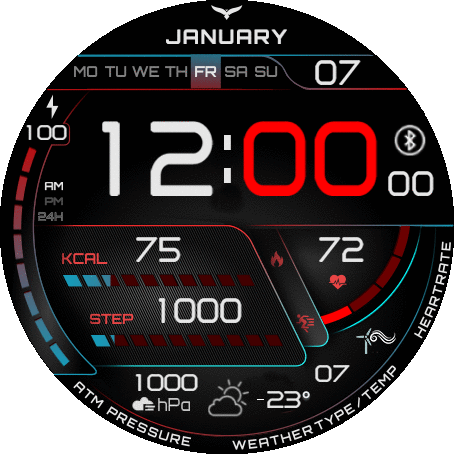 JANUARY
MO TU WE TH FR SA SU 07
100
12:00 00
AM
PM
24H
KCAL 75
72
STEP 1000
HEARTRATE
07
1000
hPa
-23°
ATM PRESSURE
WEATHER TYPE / TEMP